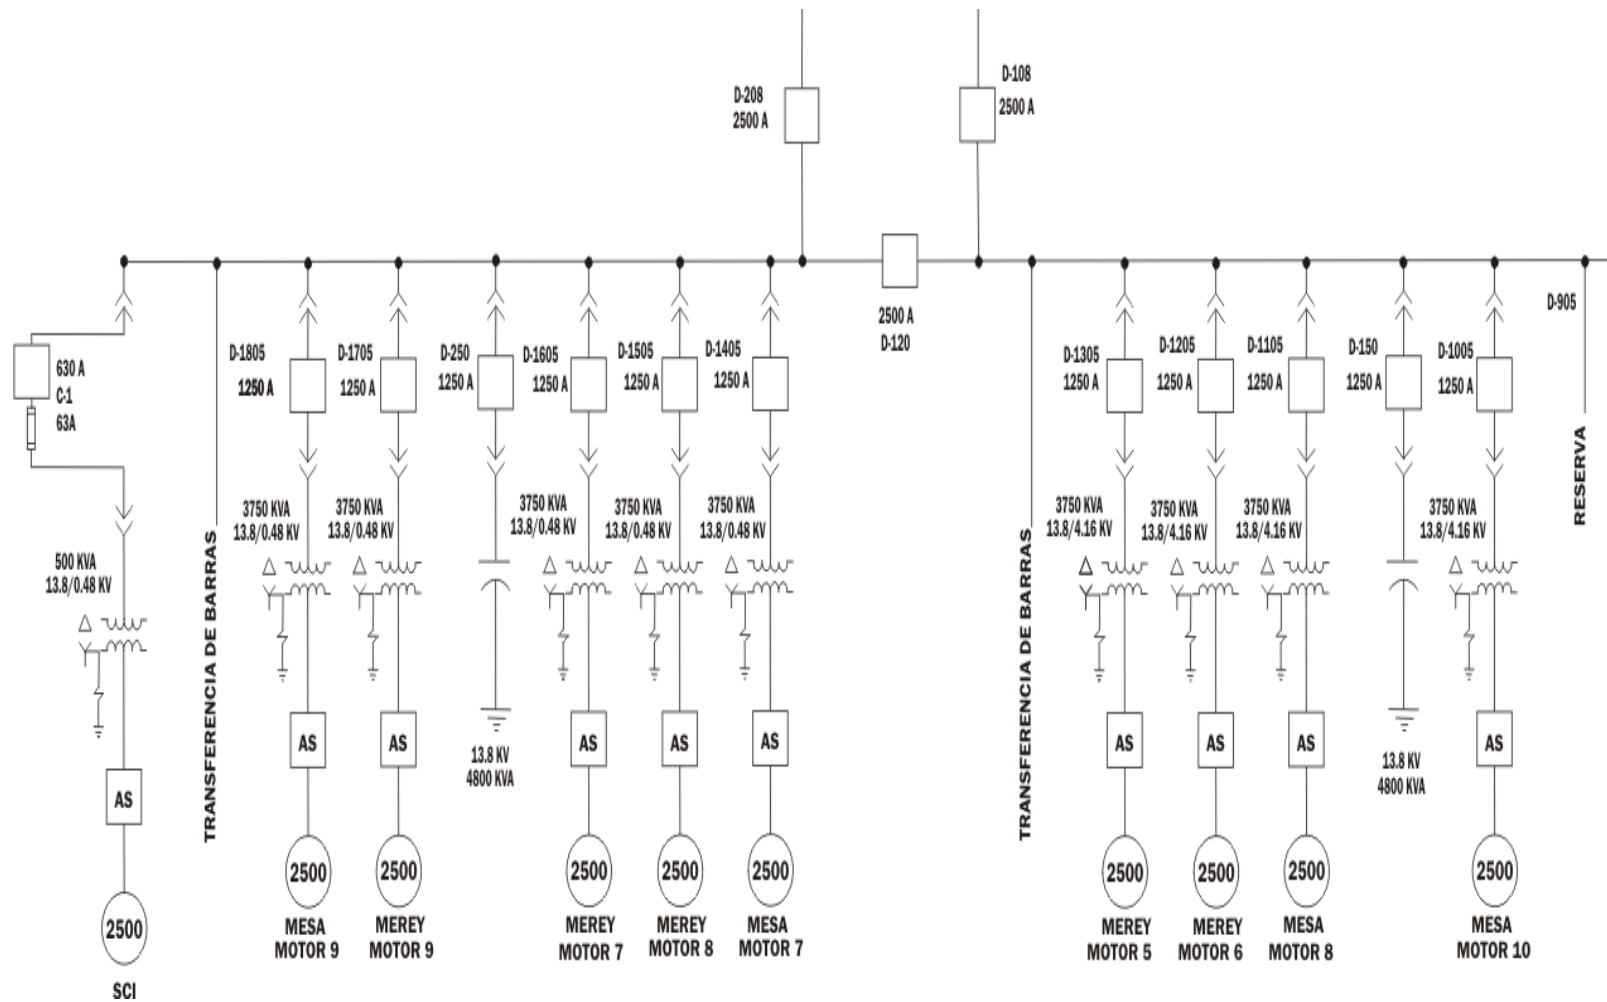 D-208
2500 A
D-108
2500 A
2500 A
D-120
D-905
630 A
C-1
63A
D-1805
1250 A
D-1705
1250 A
D-250
1250 A
D-1605
1250 A
D-1505
1250 A
D-1405
1250 A
D-1305
1250 A
D-1205
1250 A
D-1105
1250 A
D-150
1250 A
D-1005
1250 A
RESERVA
500 KVA
13.8/0.48 KV
TRANSFERENCIA DE BARRAS
3750 KVA
13.8/0.48 KV
3750 KVA
13.8/0.48 KV
3750 KVA
13.8/0.48 KV
3750 KVA
13.8/0.48 KV
3750 KVA
13.8/0.48 KV
TRANSFERENCIA DE BARRAS
3750 KVA
13.8/4.16 KV
3750 KVA
13.8/4.16 KV
3750 KVA
13.8/4.16 KV
3750 KVA
13.8/4.16 KV
AS
AS
AS
13.8 KV
4800 KVA
AS
AS
AS
AS
AS
AS
13.8 KV
4800 KVA
AS
2500
SCI
2500
MESA
MOTOR 9
2500
MEREY
MOTOR 9
2500
MEREY
MOTOR 7
2500
MEREY
MOTOR 8
2500
MESA
MOTOR 7
2500
MEREY
MOTOR 5
2500
MEREY
MOTOR 6
2500
MESA
MOTOR 8
2500
MESA
MOTOR 10